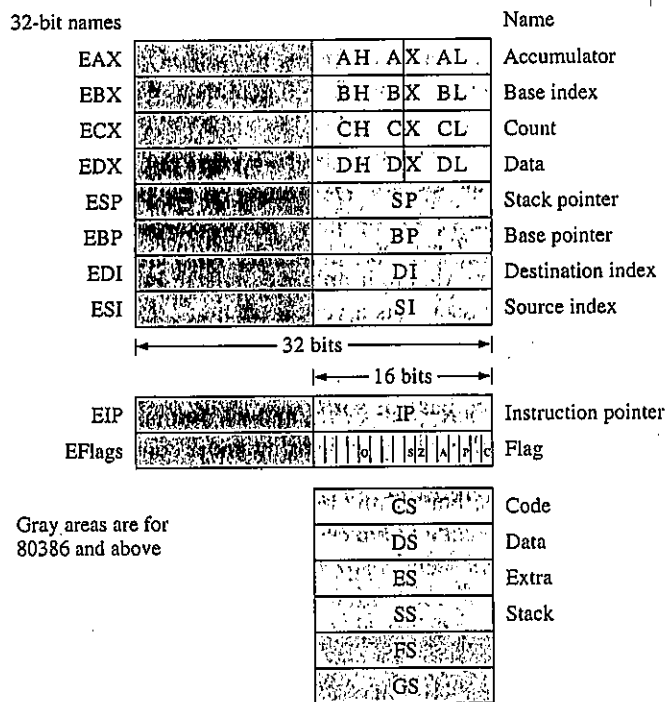 32-bit names Name
EAX AH AX AL Accumulator
EBX BH BX BL Base index
ECX CH CX CL Count
EDX DH DX DL Data
ESP SP Stack pointer
EBP BP Base pointer
EDI DI Destination index
ESI SI Source index
32 bits
16 bits
EIP IP Instruction pointer
EFlags O S Z A P C Flag
CS Code
Gray areas are for
80386 and above
DS Data
ES Extra
SS Stack
FS
GS